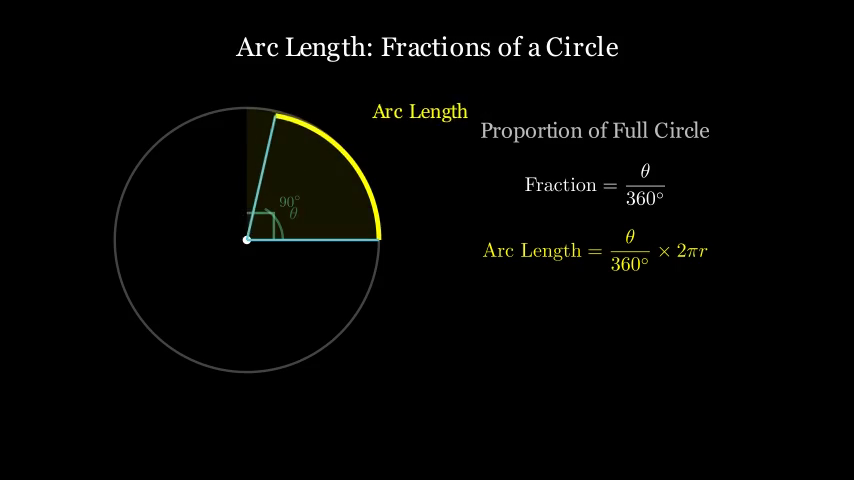 Arc Length: Fractions of a Circle
Arc Length
Proportion of Full Circle
Fraction = θ/360°
90°
θ
Arc Length = θ/360° × 2πr